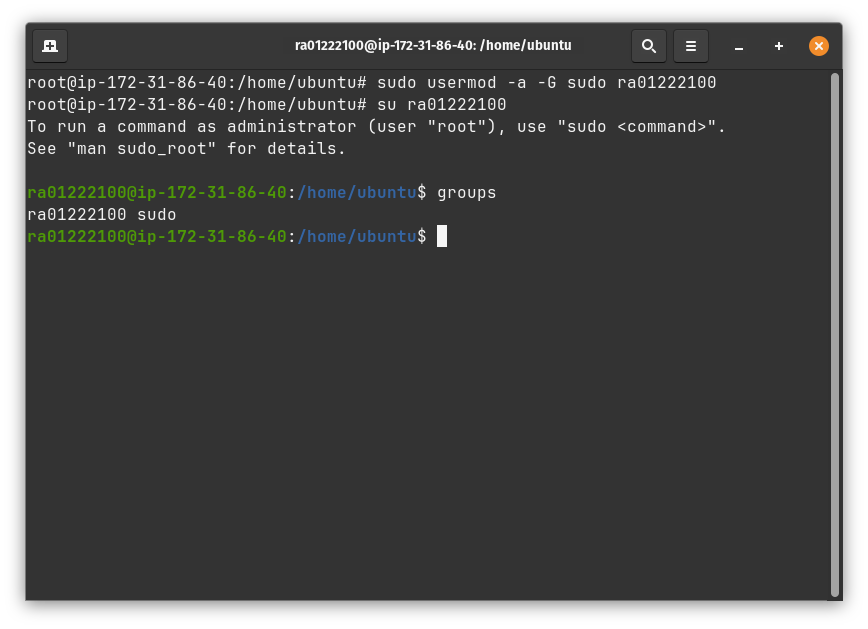 ra01222100@ip-172-31-86-40: /home/ubuntu
root@ip-172-31-86-40:/home/ubuntu# sudo usermod -a -G sudo ra01222100
root@ip-172-31-86-40:/home/ubuntu# su ra01222100
To run a command as administrator (user "root"), use "sudo <command>".
See "man sudo_root" for details.
ra01222100@ip-172-31-86-40:/home/ubuntu$ groups
ra01222100 sudo
ra01222100@ip-172-31-86-40:/home/ubuntu$